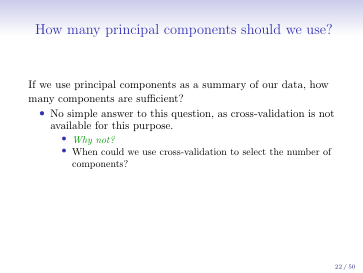 How many principal components should we use?
If we use principal components as a summary of our data, how
many components are sufficient?
• No simple answer to this question, as cross-validation is not
available for this purpose.
• Why not?
• When could we use cross-validation to select the number of
components?
22 / 50